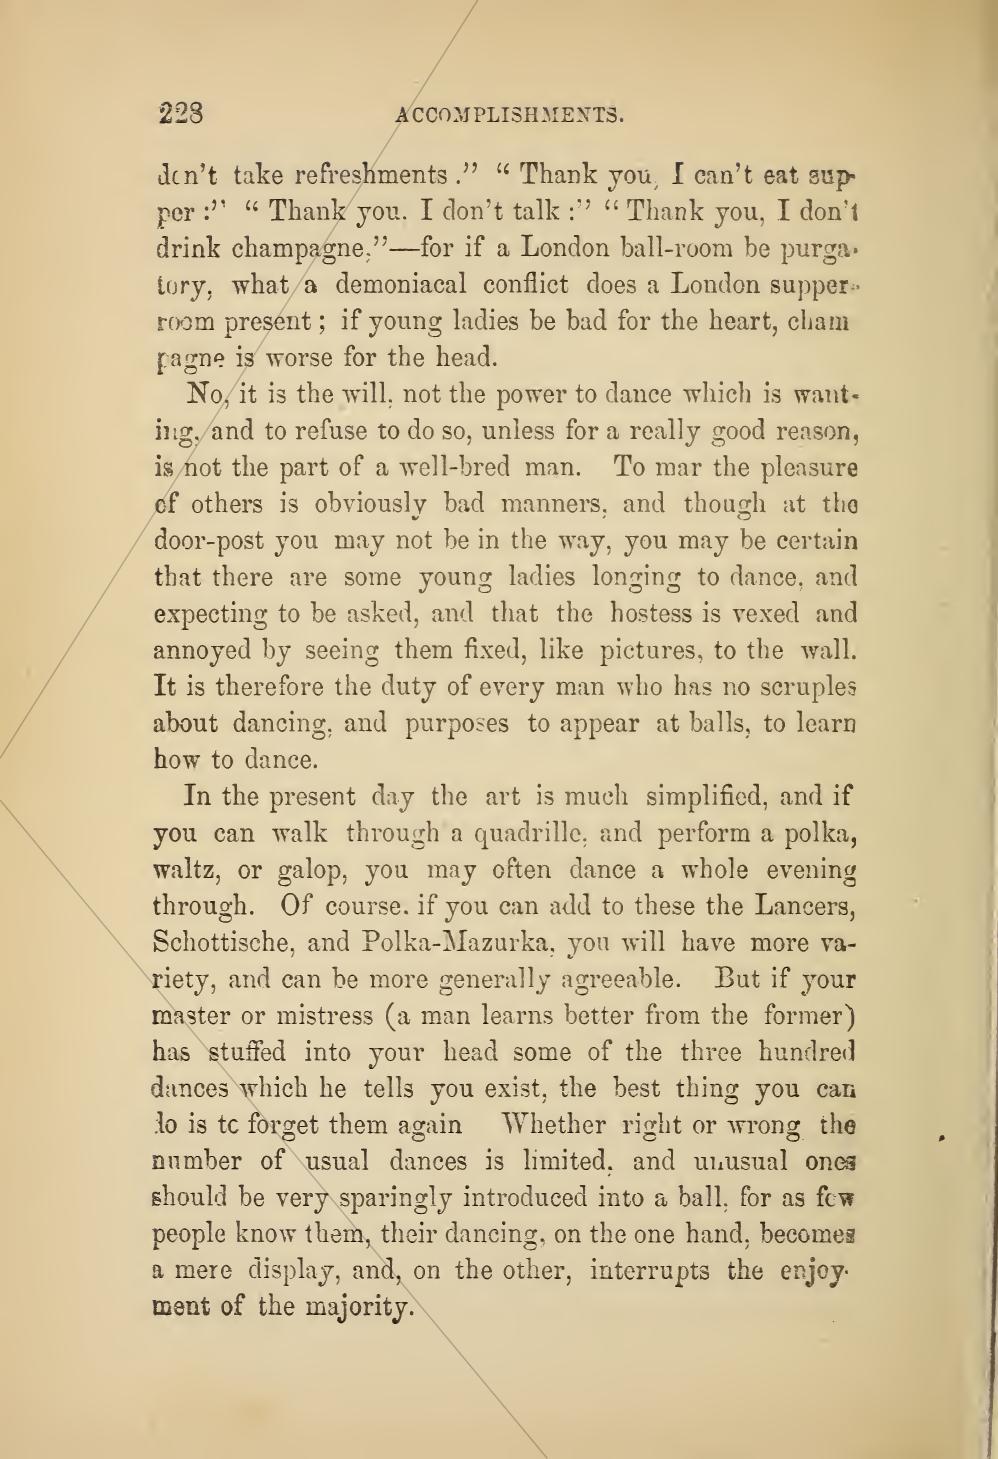 228 ACCOMPLISHMENTS.
don't take refreshments." “ Thank you, I can't eat sup-
per :” “ Thank you. I don't talk :” “ Thank you, I don't
drink champagne,”—for if a London ball-room be purga-
tory, what a demoniacal conflict does a London supper-
room present ; if young ladies be bad for the heart, cham
pagne is worse for the head.
No, it is the will, not the power to dance which is want-
ing, and to refuse to do so, unless for a really good reason,
is not the part of a well-bred man. To mar the pleasure
of others is obviously bad manners, and though at the
door-post you may not be in the way, you may be certain
that there are some young ladies longing to dance, and
expecting to be asked, and that the hostess is vexed and
annoyed by seeing them fixed, like pictures, to the wall.
It is therefore the duty of every man who has no scruples
about dancing, and purposes to appear at balls, to learn
how to dance.
In the present day the art is much simplified, and if
you can walk through a quadrille, and perform a polka,
waltz, or galop, you may often dance a whole evening
through. Of course, if you can add to these the Lancers,
Schottische, and Polka-Mazurka, you will have more va-
riety, and can be more generally agreeable. But if your
master or mistress (a man learns better from the former)
has stuffed into your head some of the three hundred
dances which he tells you exist, the best thing you can
do is to forget them again Whether right or wrong the
number of usual dances is limited, and unusual ones
should be very sparingly introduced into a ball, for as few
people know them, their dancing, on the one hand, becomes
a mere display, and, on the other, interrupts the enjoy-
ment of the majority.